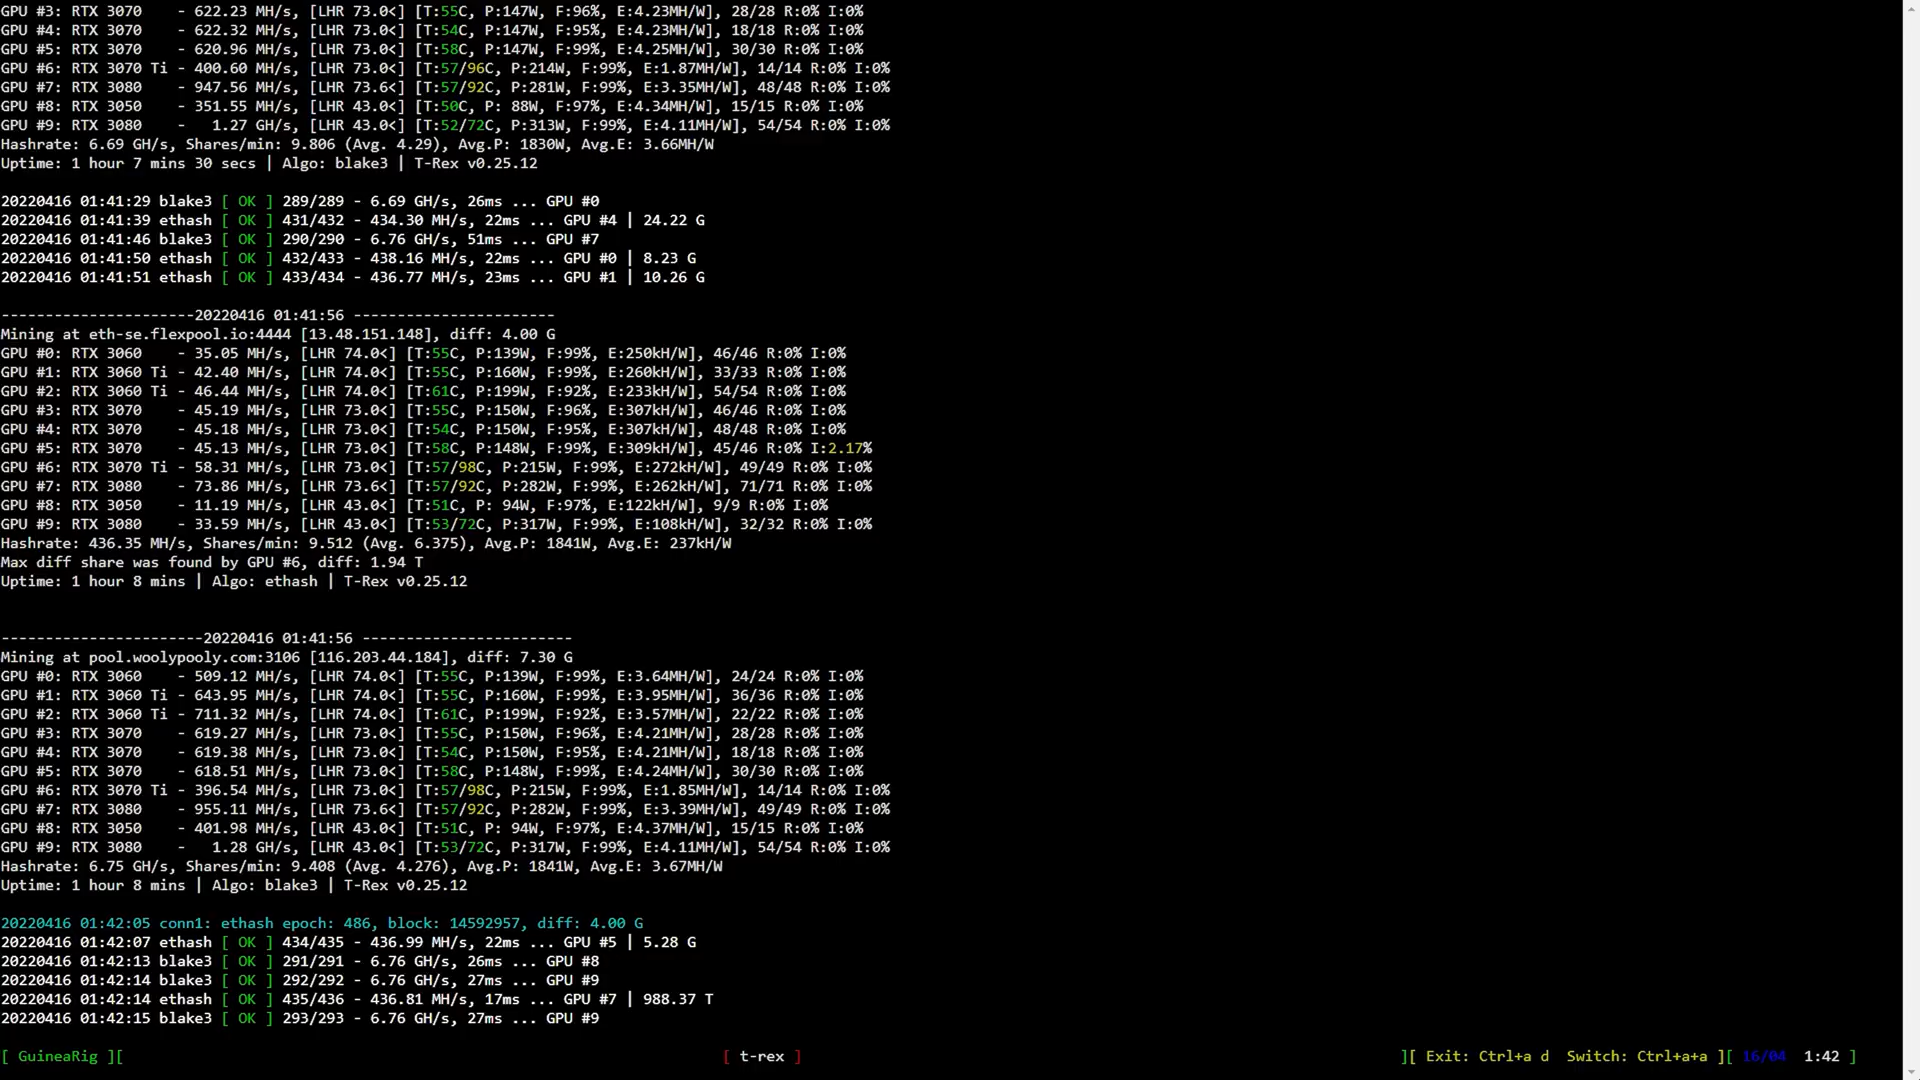 GPU #3: RTX 3070    - 622.23 MH/s, [LHR 73.0<] [T:55C, P:147W, F:96%, E:4.23MH/W], 28/28 R:0% I:0%
GPU #4: RTX 3070    - 622.32 MH/s, [LHR 73.0<] [T:54C, P:147W, F:95%, E:4.23MH/W], 18/18 R:0% I:0%
GPU #5: RTX 3070    - 620.96 MH/s, [LHR 73.0<] [T:58C, P:147W, F:99%, E:4.25MH/W], 30/30 R:0% I:0%
GPU #6: RTX 3070 Ti - 400.60 MH/s, [LHR 73.0<] [T:57/96C, P:214W, F:99%, E:1.87MH/W], 14/14 R:0% I:0%
GPU #7: RTX 3080    - 947.56 MH/s, [LHR 73.6<] [T:57/92C, P:281W, F:99%, E:3.35MH/W], 48/48 R:0% I:0%
GPU #8: RTX 3050    - 351.55 MH/s, [LHR 43.0<] [T:50C, P: 88W, F:97%, E:4.34MH/W], 15/15 R:0% I:0%
GPU #9: RTX 3080    -   1.27 GH/s, [LHR 43.0<] [T:52/72C, P:313W, F:99%, E:4.11MH/W], 54/54 R:0% I:0%
Hashrate: 6.69 GH/s, Shares/min: 9.806 (Avg. 4.29), Avg.P: 1830W, Avg.E: 3.66MH/W
Uptime: 1 hour 7 mins 30 secs | Algo: blake3 | T-Rex v0.25.12
20220416 01:41:29 blake3 [ OK ] 289/289 - 6.69 GH/s, 26ms ... GPU #0
20220416 01:41:39 ethash [ OK ] 431/432 - 434.30 MH/s, 22ms ... GPU #4 | 24.22 G
20220416 01:41:46 blake3 [ OK ] 290/290 - 6.76 GH/s, 51ms ... GPU #7
20220416 01:41:50 ethash [ OK ] 432/433 - 438.16 MH/s, 22ms ... GPU #0 | 8.23 G
20220416 01:41:51 ethash [ OK ] 433/434 - 436.77 MH/s, 23ms ... GPU #1 | 10.26 G
----------------------20220416 01:41:56 -----------------------
Mining at eth-se.flexpool.io:4444 [13.48.151.148], diff: 4.00 G
GPU #0: RTX 3060    - 35.05 MH/s, [LHR 74.0<] [T:55C, P:139W, F:99%, E:250kH/W], 46/46 R:0% I:0%
GPU #1: RTX 3060 Ti - 42.40 MH/s, [LHR 74.0<] [T:55C, P:160W, F:99%, E:260kH/W], 33/33 R:0% I:0%
GPU #2: RTX 3060 Ti - 46.44 MH/s, [LHR 74.0<] [T:61C, P:199W, F:92%, E:233kH/W], 54/54 R:0% I:0%
GPU #3: RTX 3070    - 45.19 MH/s, [LHR 73.0<] [T:55C, P:150W, F:96%, E:307kH/W], 46/46 R:0% I:0%
GPU #4: RTX 3070    - 45.18 MH/s, [LHR 73.0<] [T:54C, P:150W, F:95%, E:307kH/W], 48/48 R:0% I:0%
GPU #5: RTX 3070    - 45.13 MH/s, [LHR 73.0<] [T:58C, P:148W, F:99%, E:309kH/W], 45/46 R:0% I:2.17%
GPU #6: RTX 3070 Ti - 58.31 MH/s, [LHR 73.0<] [T:57/98C, P:215W, F:99%, E:272kH/W], 49/49 R:0% I:0%
GPU #7: RTX 3080    - 73.86 MH/s, [LHR 73.6<] [T:57/92C, P:282W, F:99%, E:262kH/W], 71/71 R:0% I:0%
GPU #8: RTX 3050    - 11.19 MH/s, [LHR 43.0<] [T:51C, P: 94W, F:97%, E:122kH/W], 9/9 R:0% I:0%
GPU #9: RTX 3080    - 33.59 MH/s, [LHR 43.0<] [T:53/72C, P:317W, F:99%, E:108kH/W], 32/32 R:0% I:0%
Hashrate: 436.35 MH/s, Shares/min: 9.512 (Avg. 6.375), Avg.P: 1841W, Avg.E: 237kH/W
Max diff share was found by GPU #6, diff: 1.94 T
Uptime: 1 hour 8 mins | Algo: ethash | T-Rex v0.25.12
-----------------------20220416 01:41:56 ------------------------
Mining at pool.woolypooly.com:3106 [116.203.44.184], diff: 7.30 G
GPU #0: RTX 3060    - 509.12 MH/s, [LHR 74.0<] [T:55C, P:139W, F:99%, E:3.64MH/W], 24/24 R:0% I:0%
GPU #1: RTX 3060 Ti - 643.95 MH/s, [LHR 74.0<] [T:55C, P:160W, F:99%, E:3.95MH/W], 36/36 R:0% I:0%
GPU #2: RTX 3060 Ti - 711.32 MH/s, [LHR 74.0<] [T:61C, P:199W, F:92%, E:3.57MH/W], 22/22 R:0% I:0%
GPU #3: RTX 3070    - 619.27 MH/s, [LHR 73.0<] [T:55C, P:150W, F:96%, E:4.21MH/W], 28/28 R:0% I:0%
GPU #4: RTX 3070    - 619.38 MH/s, [LHR 73.0<] [T:54C, P:150W, F:95%, E:4.21MH/W], 18/18 R:0% I:0%
GPU #5: RTX 3070    - 618.51 MH/s, [LHR 73.0<] [T:58C, P:148W, F:99%, E:4.24MH/W], 30/30 R:0% I:0%
GPU #6: RTX 3070 Ti - 396.54 MH/s, [LHR 73.0<] [T:57/98C, P:215W, F:99%, E:1.85MH/W], 14/14 R:0% I:0%
GPU #7: RTX 3080    - 955.11 MH/s, [LHR 73.6<] [T:57/92C, P:282W, F:99%, E:3.39MH/W], 49/49 R:0% I:0%
GPU #8: RTX 3050    - 401.98 MH/s, [LHR 43.0<] [T:51C, P: 94W, F:97%, E:4.37MH/W], 15/15 R:0% I:0%
GPU #9: RTX 3080    -   1.28 GH/s, [LHR 43.0<] [T:53/72C, P:317W, F:99%, E:4.11MH/W], 54/54 R:0% I:0%
Hashrate: 6.75 GH/s, Shares/min: 9.408 (Avg. 4.276), Avg.P: 1841W, Avg.E: 3.67MH/W
Uptime: 1 hour 8 mins | Algo: blake3 | T-Rex v0.25.12
20220416 01:42:05 conn1: ethash epoch: 486, block: 14592957, diff: 4.00 G
20220416 01:42:07 ethash [ OK ] 434/435 - 436.99 MH/s, 22ms ... GPU #5 | 5.28 G
20220416 01:42:13 blake3 [ OK ] 291/291 - 6.76 GH/s, 26ms ... GPU #8
20220416 01:42:14 blake3 [ OK ] 292/292 - 6.76 GH/s, 27ms ... GPU #9
20220416 01:42:14 ethash [ OK ] 435/436 - 436.81 MH/s, 17ms ... GPU #7 | 988.37 T
20220416 01:42:15 blake3 [ OK ] 293/293 - 6.76 GH/s, 27ms ... GPU #9
[ GuineaRig ][ [ t-rex ] ][ Exit: Ctrl+a d  Switch: Ctrl+a+a ][ 16/04  1:42 ]